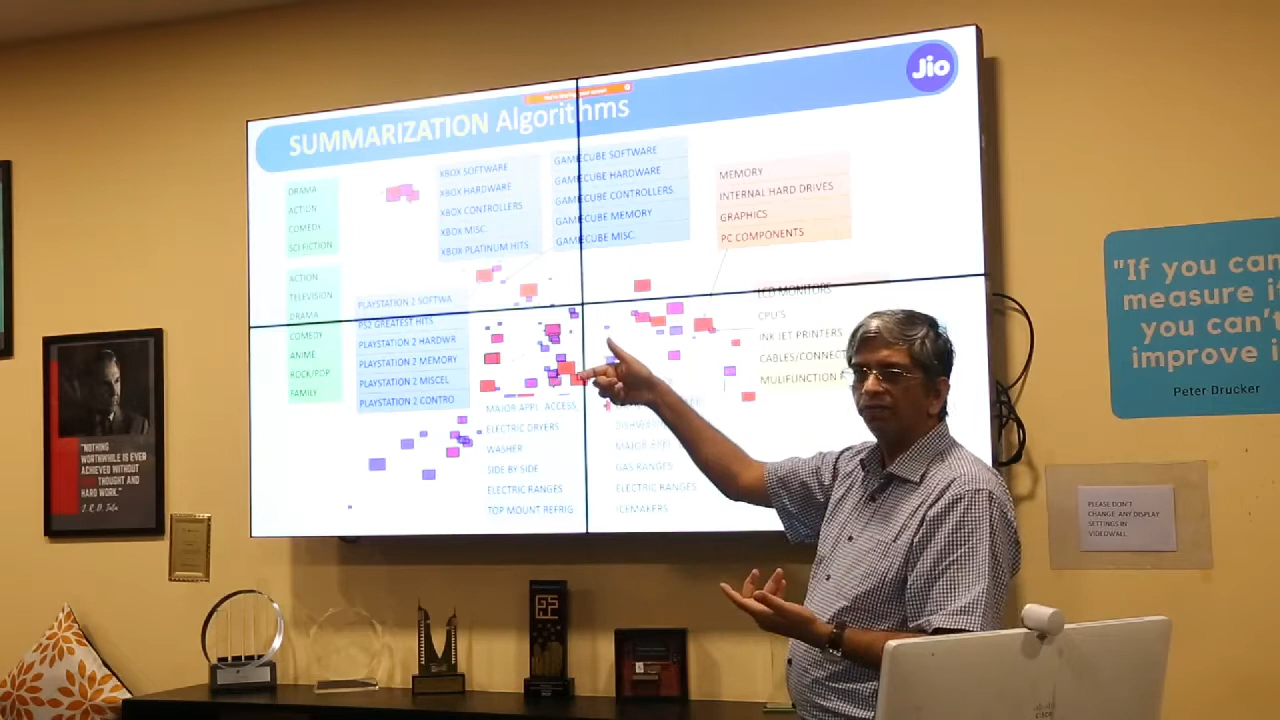 Jio
SUMMARIZATION Algorithms
DRAMA
ACTION
COMEDY
SCI FICTION
XBOX SOFTWARE
XBOX HARDWARE
XBOX CONTROLLERS
XBOX MISC.
XBOX PLATINUM HITS
GAMECUBE SOFTWARE
GAMECUBE HARDWARE
GAMECUBE CONTROLLERS
GAMECUBE MEMORY
GAMECUBE MISC.
MEMORY
INTERNAL HARD DRIVES
GRAPHICS
PC COMPONENTS
ACTION
TELEVISION
DRAMA
COMEDY
ANIME
ROCK/POP
FAMILY
PLAYSTATION 2 SOFTWA
PS2 GREATEST HITS
PLAYSTATION 2 HARDWR
PLAYSTATION 2 MEMORY
PLAYSTATION 2 MISCEL
PLAYSTATION 2 CONTRO
LCD MONITORS
CPU'S
INK JET PRINTERS
CABLES/CONNECT
MULIFUNCTION
MAJOR APPL. ACCESS
ELECTRIC DRYERS
WASHER
SIDE BY SIDE
ELECTRIC RANGES
TOP MOUNT REFRIG
MAJOR
GAS RANGES
ELECTRIC RANGES
ICEMAKERS
"NOTHING
WORTHWHILE IS EVER
ACHIEVED WITHOUT
THOUGHT AND
HARD WORK."
J. R. D. Tata
"If you can
measure i
you can't
improve i
Peter Drucker
PLEASE DON'T
CHANGE ANY DISPLAY
SETTINGS IN
VIDEOWALL
CISCO